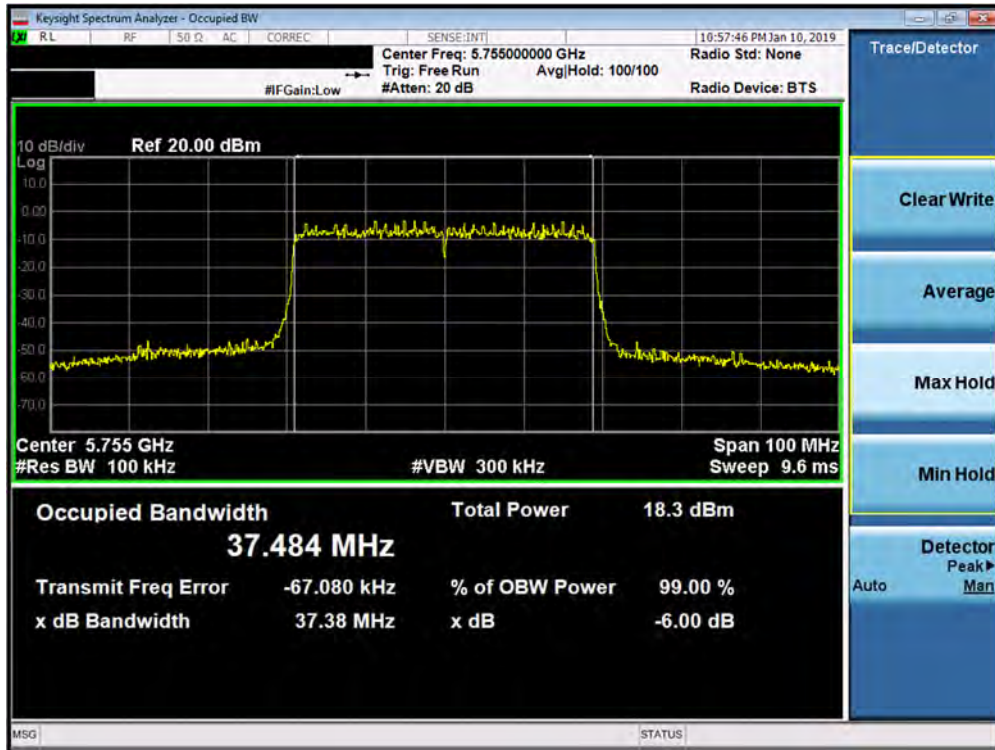 Keysight Spectrum Analyzer - Occupied BW
LXI RL RF 50 Ω AC CORREC SENSE:INT 10:57:46 PM Jan 10, 2019
Center Freq: 5.755000000 GHz Radio Std: None
Trig: Free Run Avg|Hold: 100/100
#IFGain:Low #Atten: 20 dB Radio Device: BTS
10 dB/div Ref 20.00 dBm
Log
10.0
0.00
-10.0
-20.0
-30.0
-40.0
-50.0
-60.0
-70.0
Center 5.755 GHz Span 100 MHz
#Res BW 100 kHz #VBW 300 kHz Sweep 9.6 ms
Occupied Bandwidth Total Power 18.3 dBm
37.484 MHz
Transmit Freq Error -67.080 kHz % of OBW Power 99.00 %
x dB Bandwidth 37.38 MHz x dB -6.00 dB
MSG STATUS
Trace/Detector
Clear Write
Average
Max Hold
Min Hold
Detector
Peak▶
Auto Man